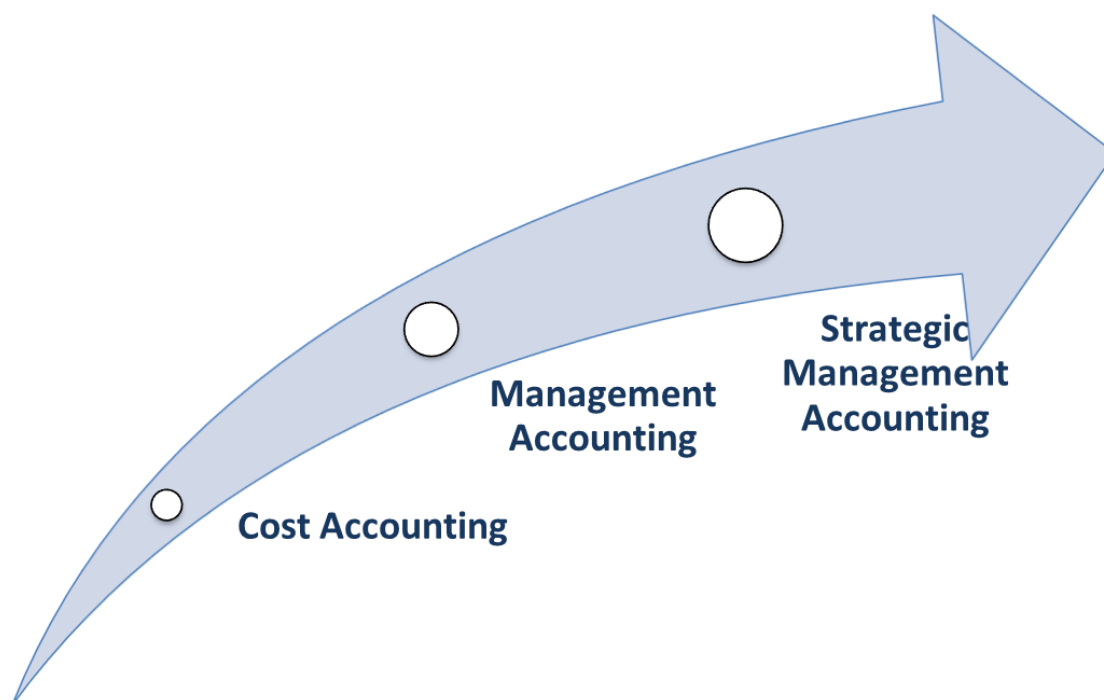 Strategic
Management
Accounting
Management
Accounting
Cost Accounting